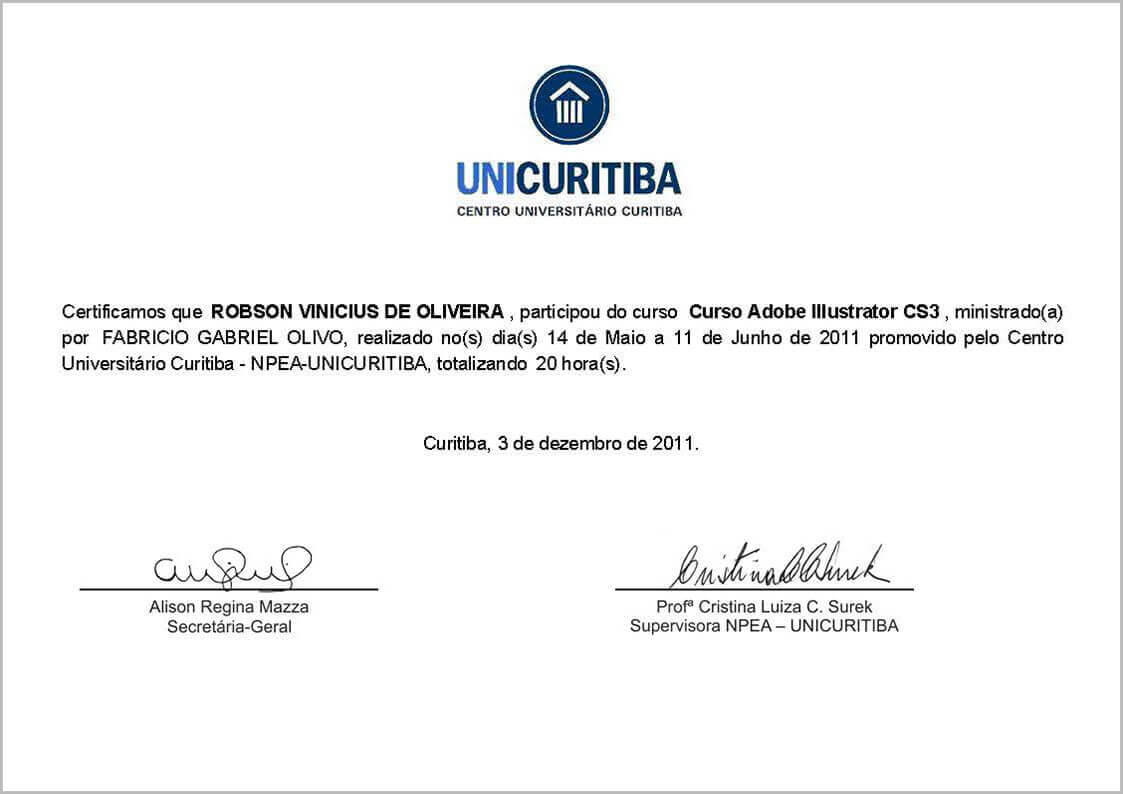 UNICURITIBA
CENTRO UNIVERSITÁRIO CURITIBA
Certificamos que ROBSON VINICIUS DE OLIVEIRA , participou do curso Curso Adobe Illustrator CS3 , ministrado(a)
por FABRICIO GABRIEL OLIVO, realizado no(s) dia(s) 14 de Maio a 11 de Junho de 2011 promovido pelo Centro
Universitário Curitiba - NPEA-UNICURITIBA, totalizando 20 hora(s).
Curitiba, 3 de dezembro de 2011.
Cristina C Surek
Alison Regina Mazza
Profª Cristina Luiza C. Surek
Secretária-Geral
Supervisora NPEA – UNICURITIBA